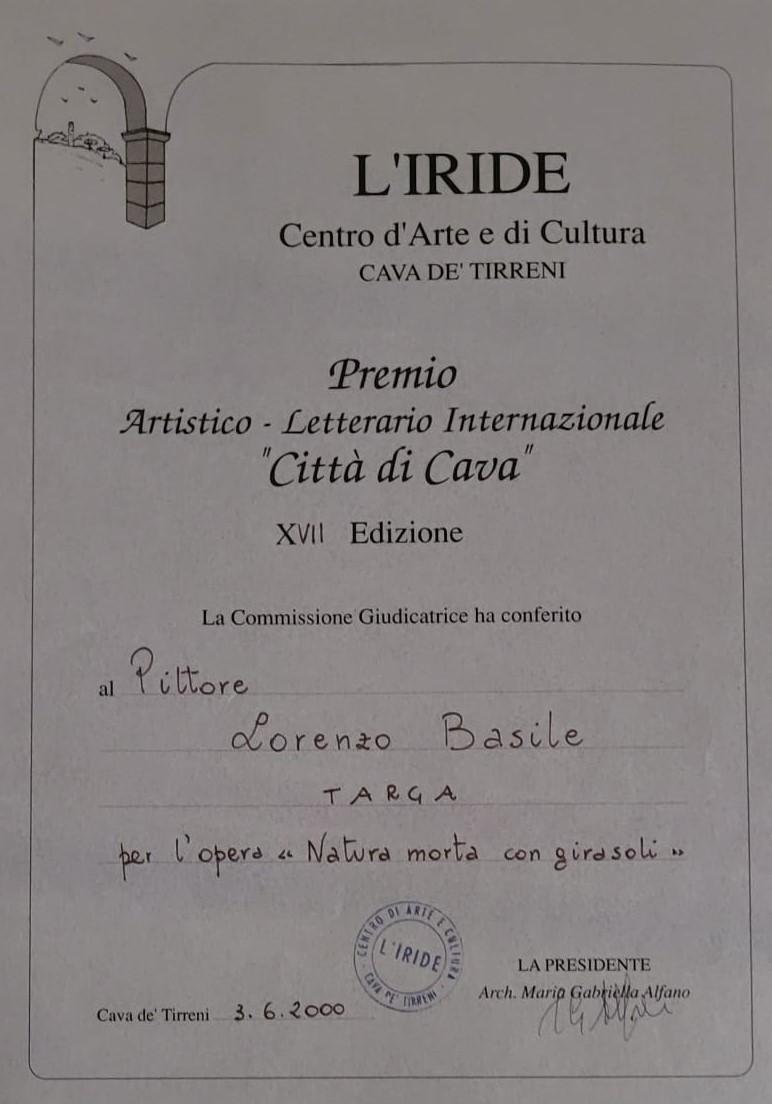 L'IRIDE
Centro d'Arte e di Cultura
CAVA DE' TIRRENI
Premio
Artistico - Letterario Internazionale
"Città di Cava"
XVII Edizione
La Commissione Giudicatrice ha conferito
al Pittore
Lorenzo Basile
TARGA
per l'opera « Natura morta con girasoli »
CENTRO DI ARTE E CULTURA
L'IRIDE
CAVA DE' TIRRENI
LA PRESIDENTE
Arch. Maria Gabriella Alfano
Cava de' Tirreni 3.6.2000